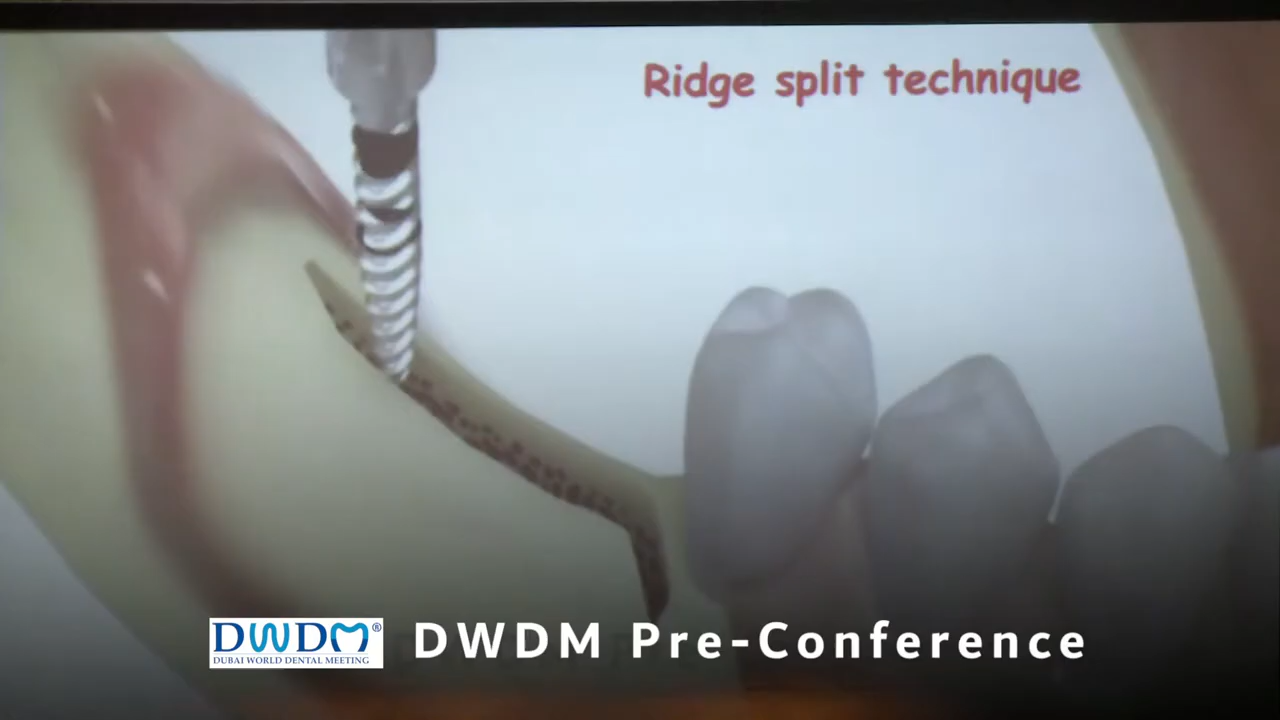 Ridge split technique
DWDM®
DUBAI WORLD DENTAL MEETING
DWDM Pre-Conference